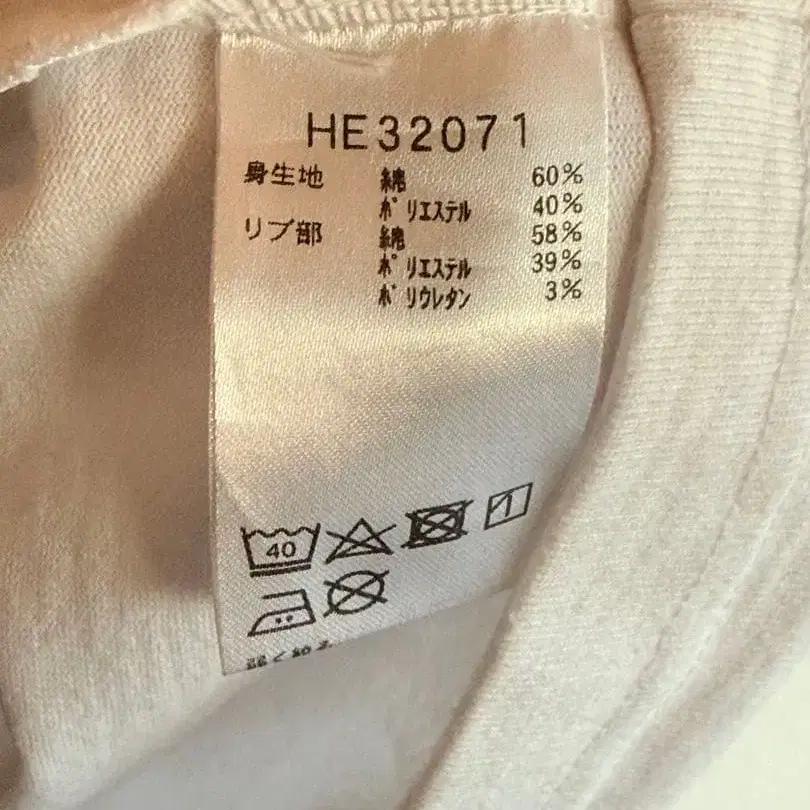 HE32071
身生地 綿 60%
ポリエステル 40%
リブ部 綿 58%
ポリエステル 39%
ポリウレタン 3%
40